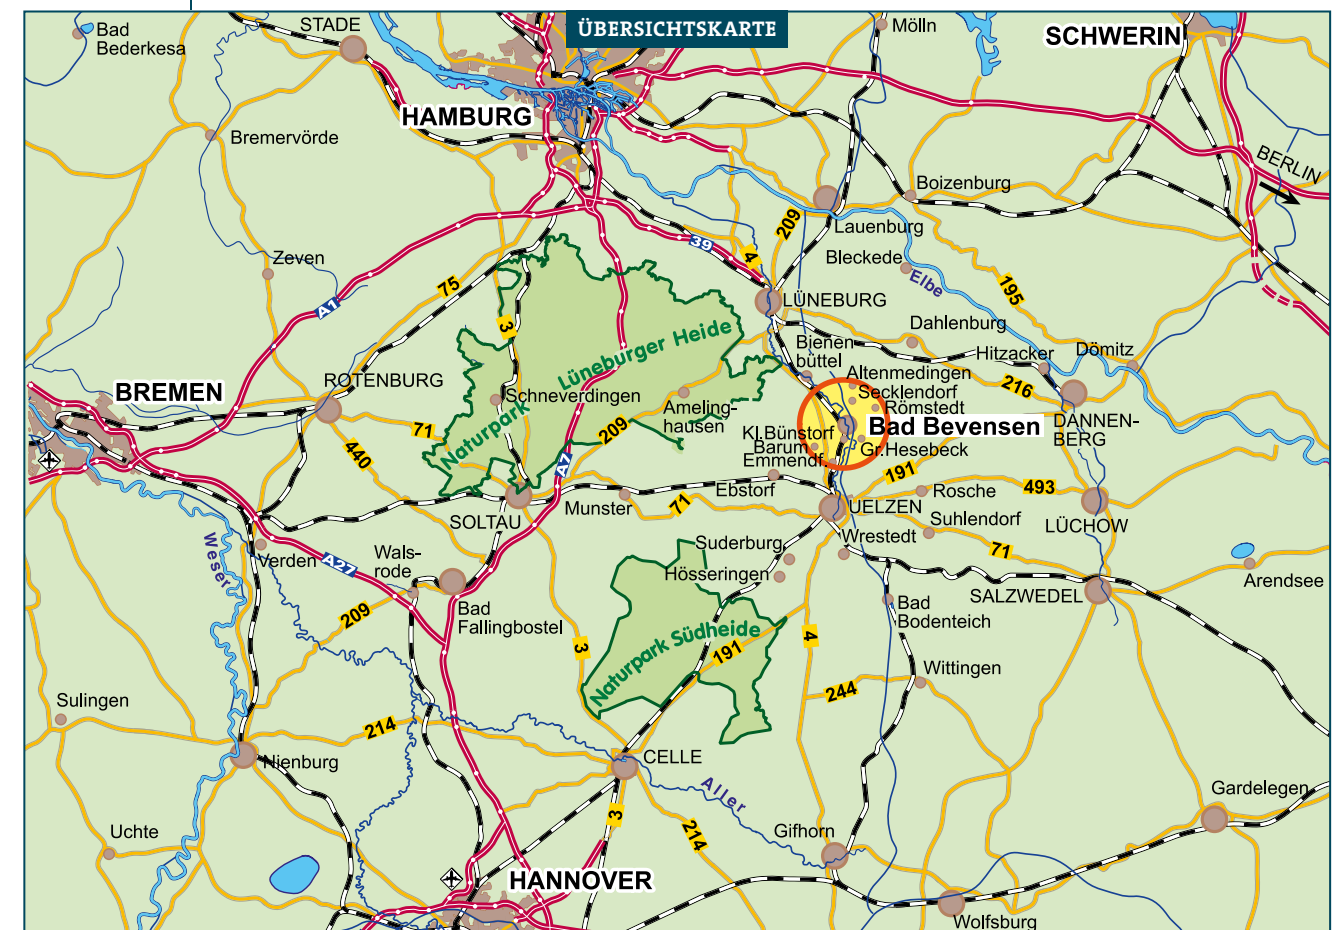 ÜBERSICHTSKARTE
Bad
Bederkesa
STADE
Mölln
SCHWERIN
HAMBURG
Bremervörde
BERLIN
Boizenburg
209
Lauenburg
39
4
Zeven
Bleckede
Elbe
75
195
A1
LÜNEBURG
3
Dahlenburg
Naturpark Lüneburger Heide
Bienen
büttel
Hitzacker
Dömitz
BREMEN
ROTENBURG
Altenmedingen
216
Schneverdingen
Seckendorf
Ameling-
hausen
Römstedt
DANNEN-
BERG
71
209
Kl.Bünstorf
Bad Bevensen
440
Barum
Gr.Hesebeck
Emmendf.
A7
191
Ebstorf
Rosche
493
SOLTAU
Munster
71
UELZEN
LÜCHOW
Suhlendorf
Weser
Verden
A27
Wals-
rode
Suderburg
Wrestedt
71
Hösseringen
Arendsee
SALZWEDEL
209
Bad
Fallingbostel
Bad
Bodenteich
3
Naturpark Südheide
191
4
Wittingen
244
Sulingen
214
Nienburg
CELLE
Aller
Gardelegen
Uchte
3
214
Gifhorn
HANNOVER
Wolfsburg